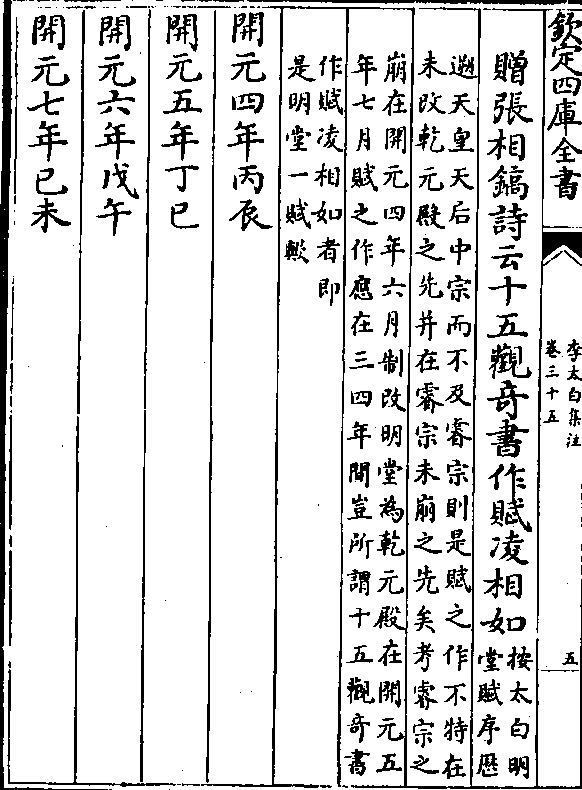 欽定四庫全書
李太白集注
卷三十五
五
贈張相鎬詩云十五觀竒書作賦凌相如
按太白明
堂賦序歷
遡天皇天后中宗而不及睿宗則是賦之作不特在
未改乾元殿之先并在睿宗未崩之先矣考睿宗之
崩在開元四年六月制改明堂為乾元殿在開元五
年七月賦之作應在三四年間豈所謂十五觀竒書
作賦凌相如者即
是明堂一賦歟
開元四年丙辰
開元五年丁巳
開元六年戊午
開元七年己未